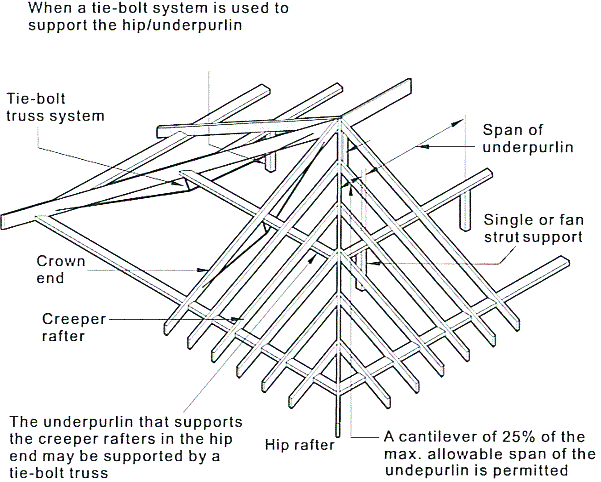 When a tie-bolt system is used to
support the hip/underpurlin
Tie-bolt
truss system
Span of
underpurlin
Single or fan
strut support
Crown
end
Creeper
rafter
The underpurlin that supports
the creeper rafters in the hip
end may be supported by a
tie-bolt truss
Hip rafter
A cantilever of 25% of the
max. allowable span of the
undepurlin is permitted